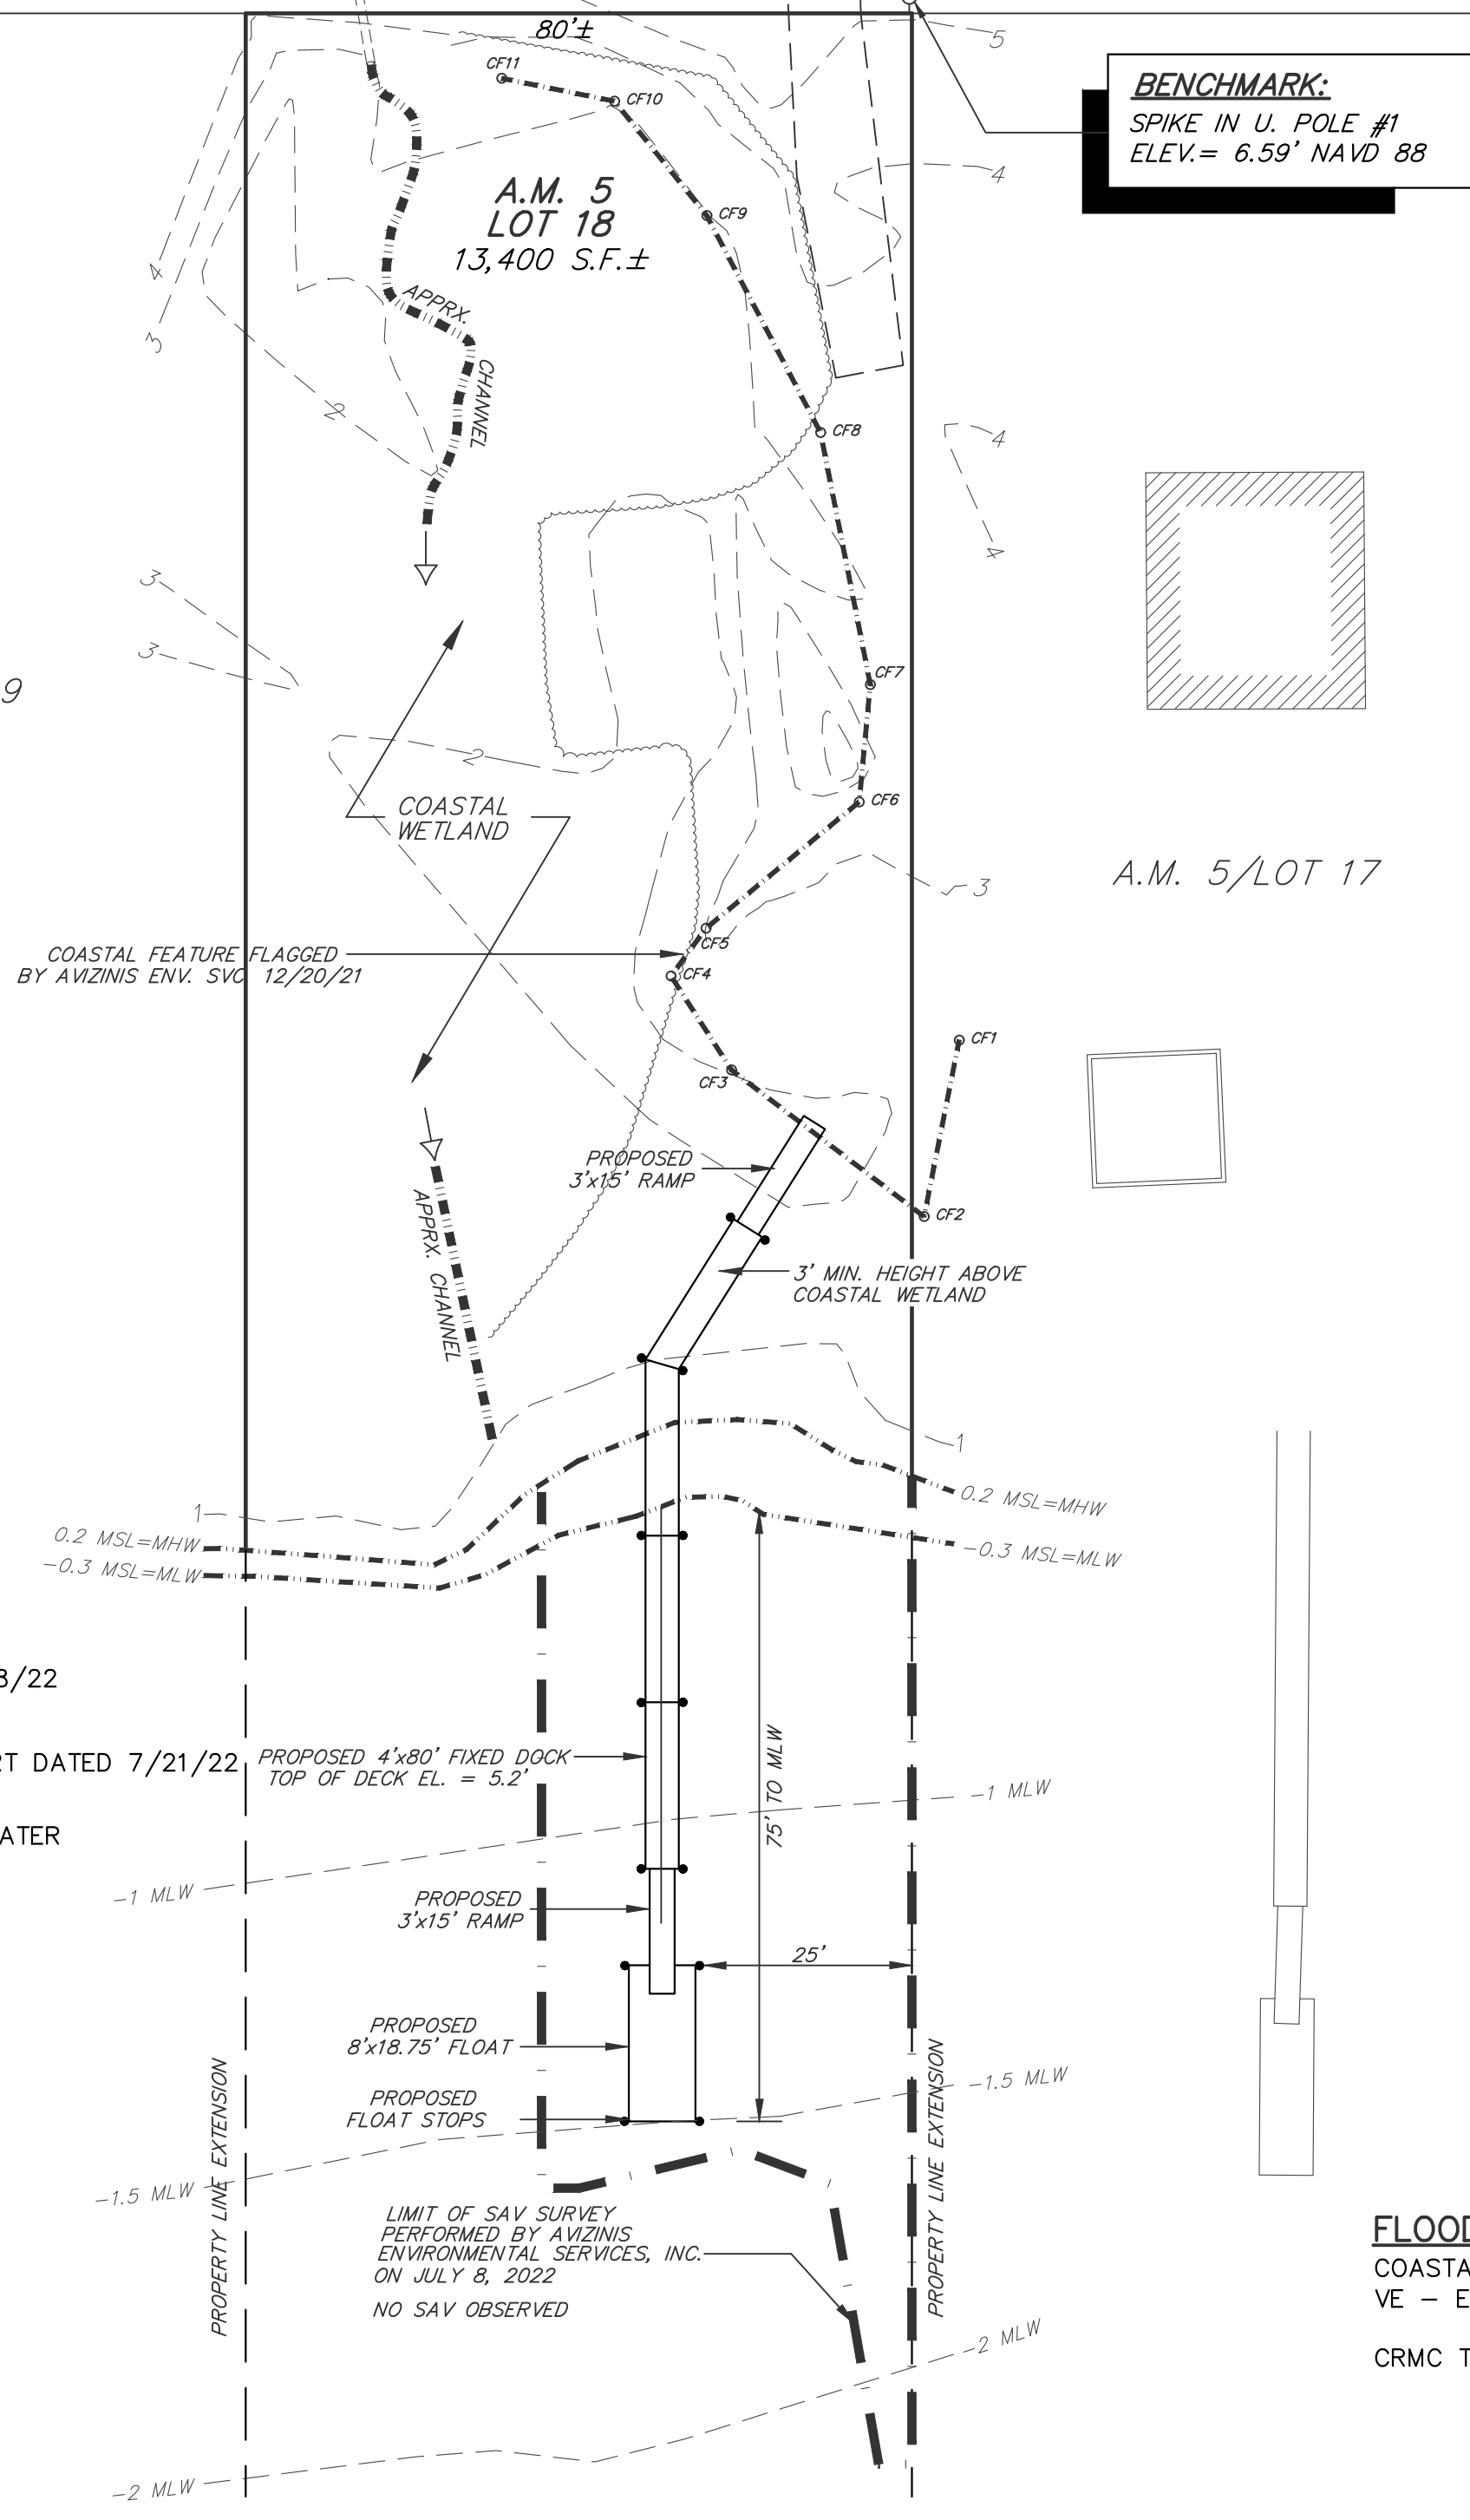 80'±
5
BENCHMARK:
SPIKE IN U. POLE #1
ELEV.= 6.59' NAVD 88
CF11
CF10
4
A.M. 5
LOT 18
13,400 S.F.±
CF9
4
3
APPRX.
CHANNEL
2
CF8
4
4
3
3
9
CF7
2
CF6
COASTAL
WETLAND
A.M. 5/LOT 17
3
COASTAL FEATURE FLAGGED
BY AVIZINIS ENV. SVC 12/20/21
CF5
CF4
CF1
CF3
PROPOSED
3'x15' RAMP
CF2
APPRX. CHANNEL
3' MIN. HEIGHT ABOVE
COASTAL WETLAND
1
1
0.2 MSL=MHW
0.2 MSL=MHW
-0.3 MSL=MLW
-0.3 MSL=MLW
3/22
RT DATED 7/21/22
PROPOSED 4'x80' FIXED DOCK
TOP OF DECK EL. = 5.2'
75' TO MLW
-1 MLW
ATER
-1 MLW
PROPOSED
3'x15' RAMP
25'
PROPOSED
8'x18.75' FLOAT
-1.5 MLW
PROPOSED
FLOAT STOPS
PROPERTY LINE EXTENSION
PROPERTY LINE EXTENSION
-1.5 MLW
LIMIT OF SAV SURVEY
PERFORMED BY AVIZINIS
ENVIRONMENTAL SERVICES, INC.
ON JULY 8, 2022
NO SAV OBSERVED
FLOOD
COASTA
VE - E
CRMC T
-2 MLW
-2 MLW